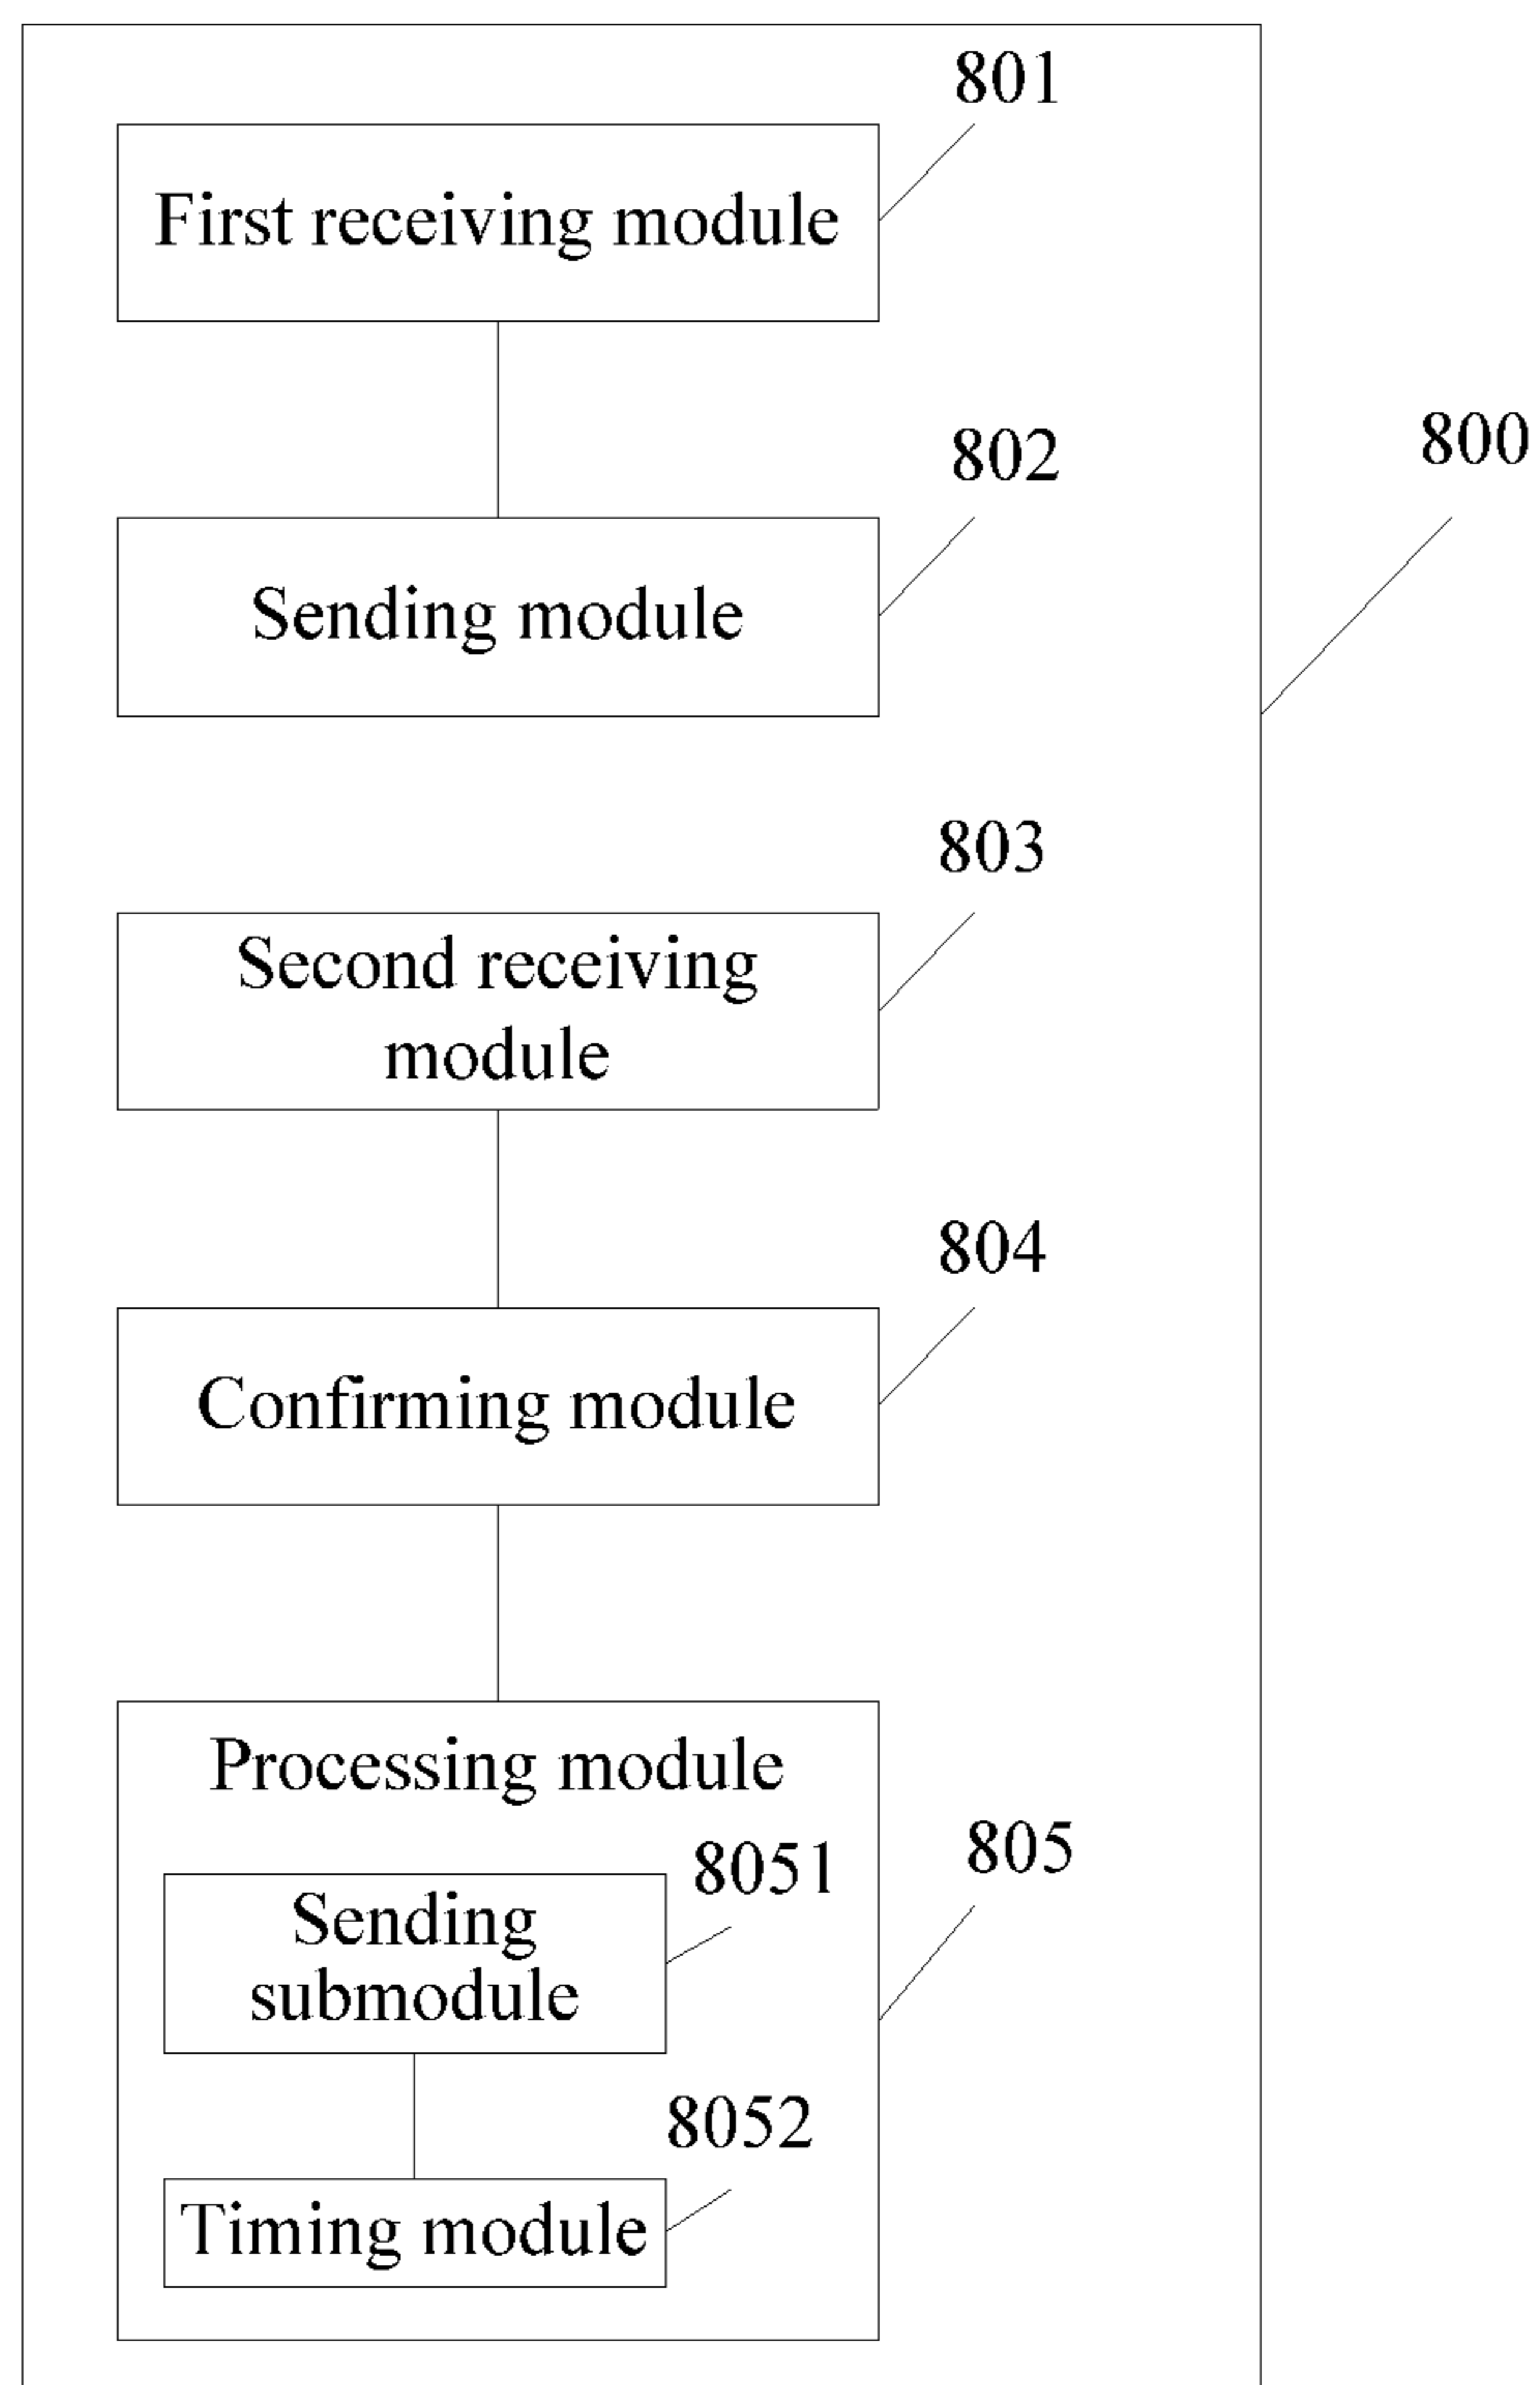 801
First receiving module
802
800
Sending module
803
Second receiving
module
804
Confirming module
Processing module
805
8051
Sending
submodule
8052
Timing module